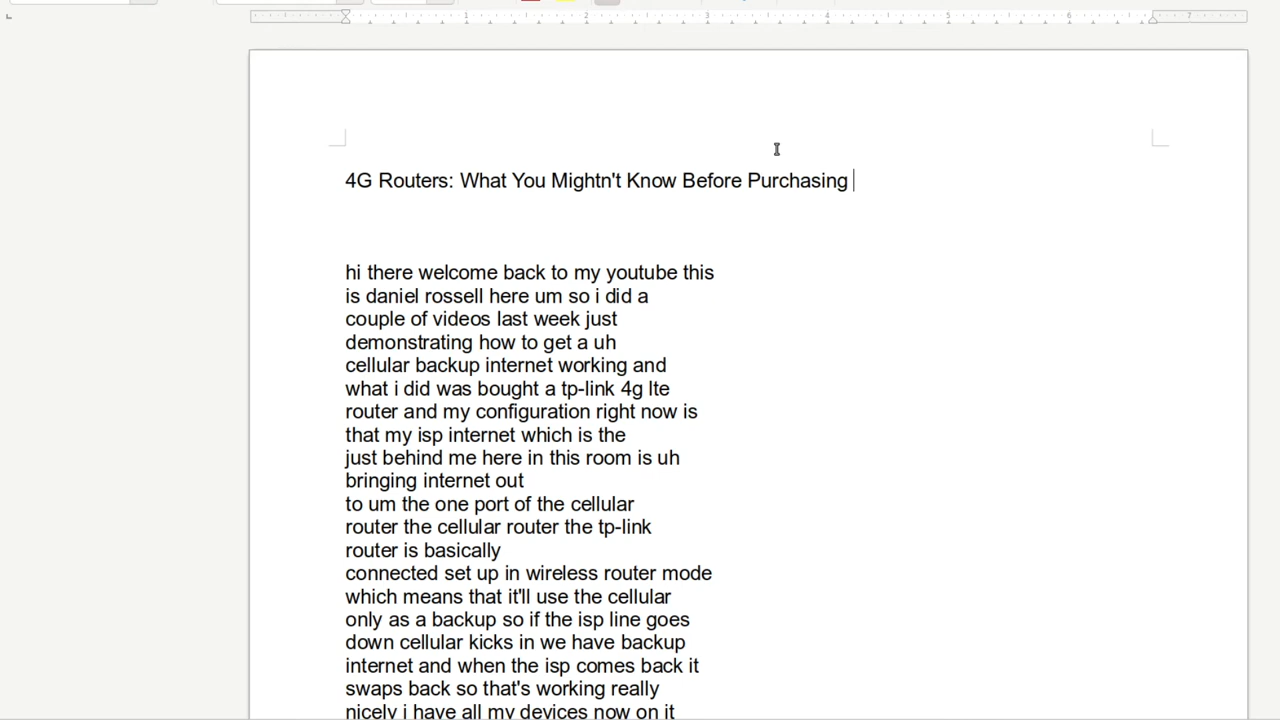 1 2 3 4 5 6 7
4G Routers: What You Mightn't Know Before Purchasing
hi there welcome back to my youtube this
is daniel rossell here um so i did a
couple of videos last week just
demonstrating how to get a uh
cellular backup internet working and
what i did was bought a tp-link 4g lte
router and my configuration right now is
that my isp internet which is the
just behind me here in this room is uh
bringing internet out
to um the one port of the cellular
router the cellular router the tp-link
router is basically
connected set up in wireless router mode
which means that it'll use the cellular
only as a backup so if the isp line goes
down cellular kicks in we have backup
internet and when the isp comes back it
swaps back so that's working really
nicely i have all my devices now on it